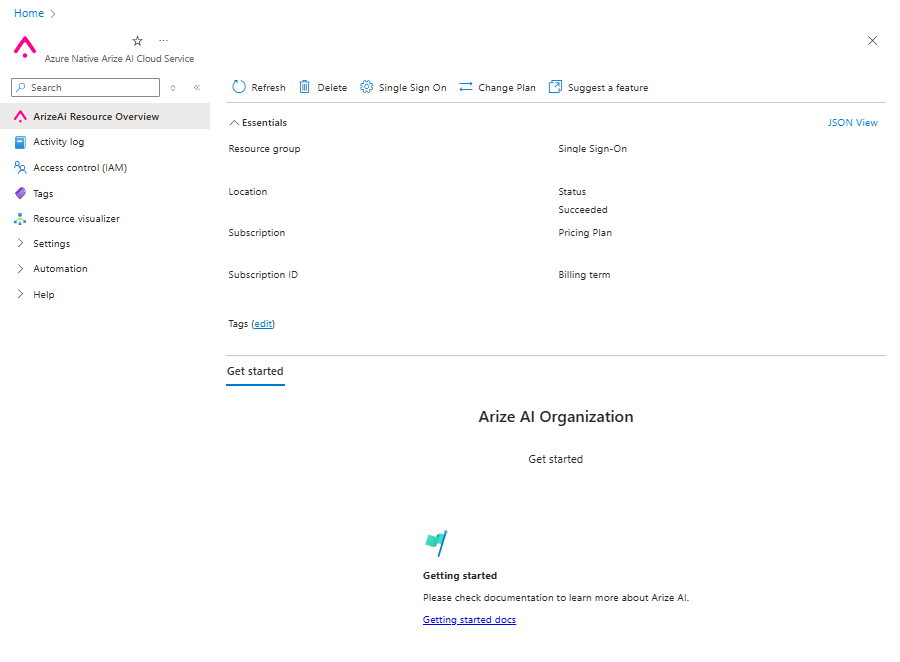 Home
Azure Native Arize AI Cloud Service
Search
Refresh
Delete
Single Sign On
Change Plan
Suggest a feature
ArizeAi Resource Overview
Activity log
Access control (IAM)
Tags
Resource visualizer
Settings
Automation
Help
Essentials
JSON View
Resource group
Single Sign-On
Location
Status
Succeeded
Subscription
Pricing Plan
Subscription ID
Billing term
Tags (edit)
Get started
Arize AI Organization
Get started
Getting started
Please check documentation to learn more about Arize AI.
Getting started docs